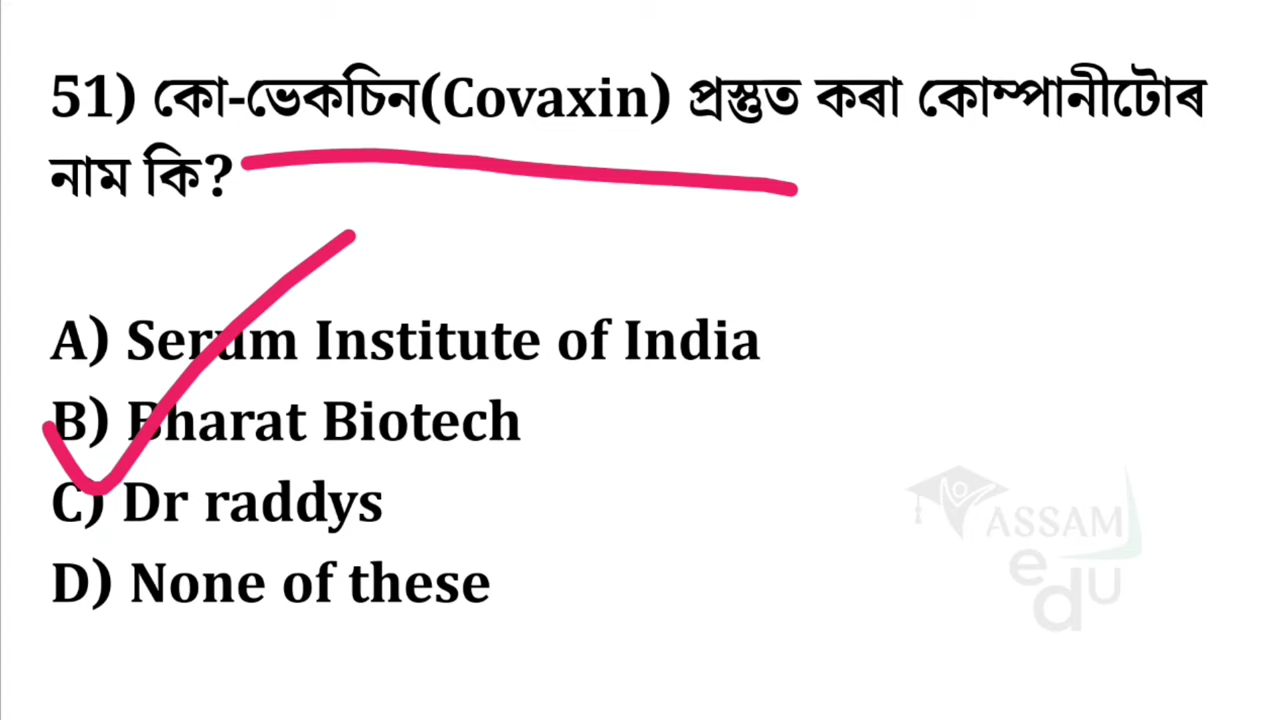 51) কো-ভেকচিন(Covaxin) প্ৰস্তুত কৰা কোম্পানীটোৰ
নাম কি?
A) Serum Institute of India
B) Bharat Biotech
C) Dr raddys
D) None of these
ASSAM
edu